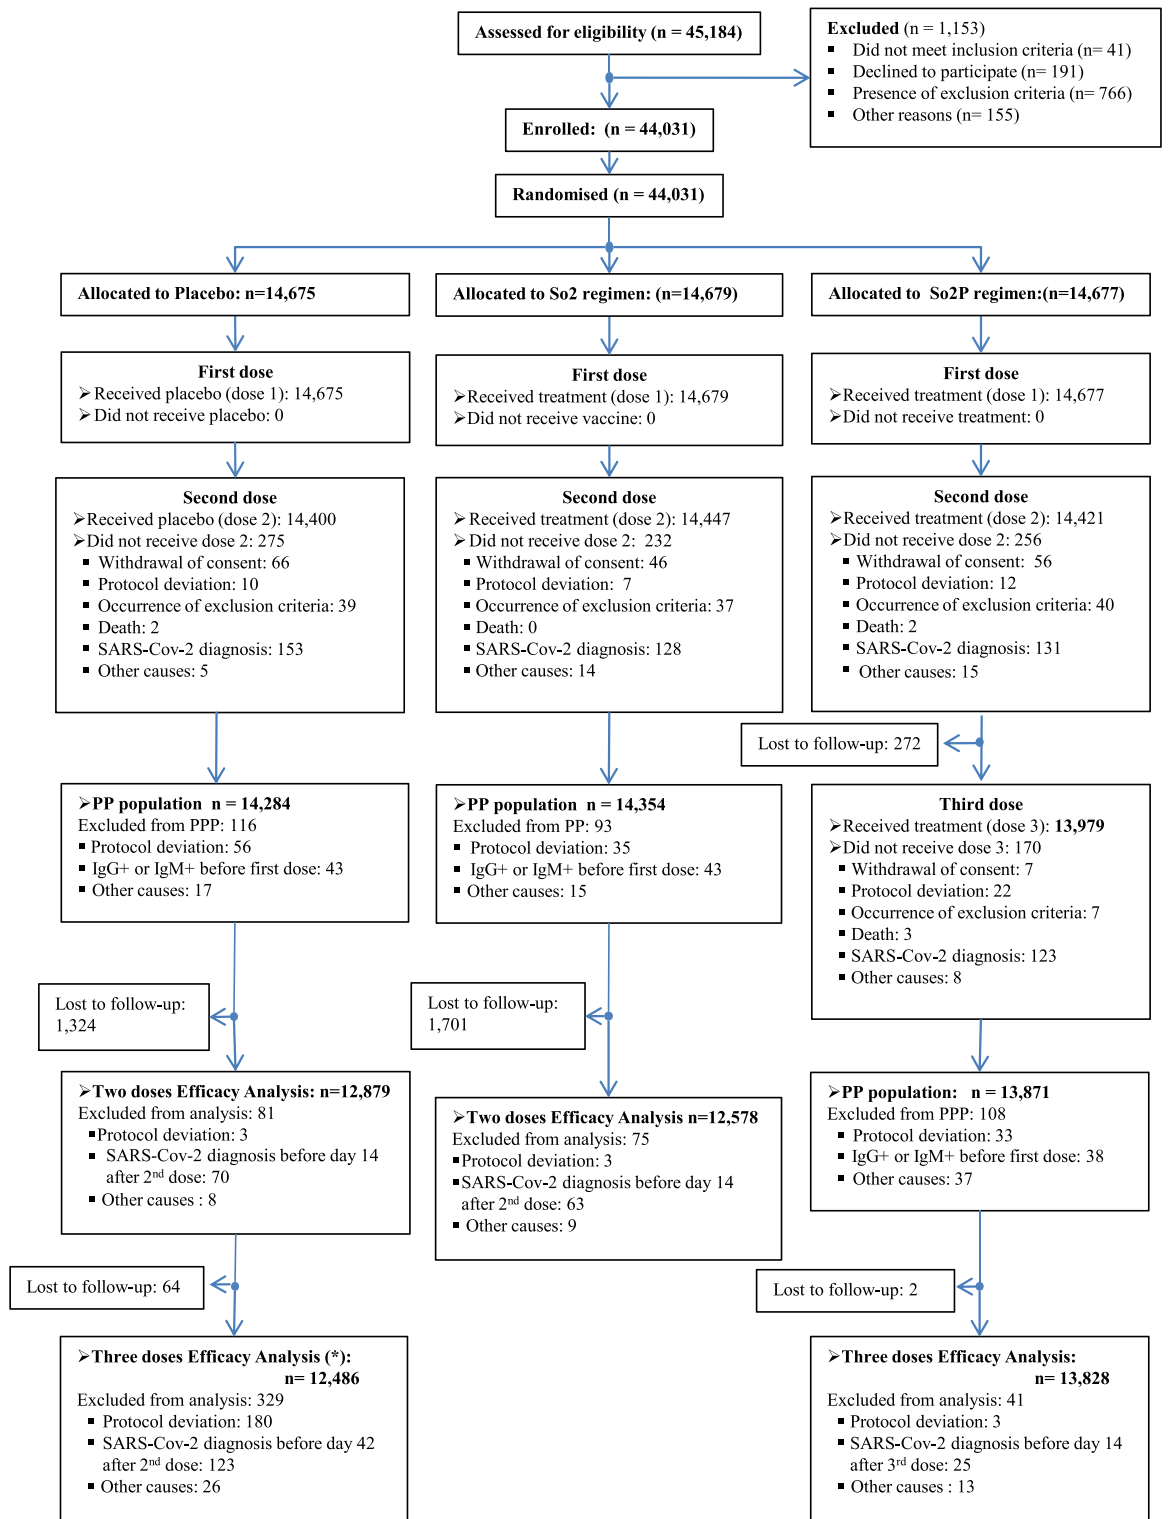 Assessed for eligibility (n = 45,184)
Excluded (n = 1,153)
▪ Did not meet inclusion criteria (n= 41)
▪ Declined to participate (n= 191)
▪ Presence of exclusion criteria (n= 766)
▪ Other reasons (n= 155)
Enrolled: (n = 44,031)
Randomised (n = 44,031)
Allocated to Placebo: n=14,675
Allocated to So2 regimen: (n=14,679)
Allocated to So2P regimen:(n=14,677)
First dose
➢Received placebo (dose 1): 14,675
➢Did not receive placebo: 0
First dose
➢Received treatment (dose 1): 14,679
➢Did not receive vaccine: 0
First dose
➢Received treatment (dose 1): 14,677
➢Did not receive treatment: 0
Second dose
➢Received placebo (dose 2): 14,400
➢Did not receive dose 2: 275
▪ Withdrawal of consent: 66
▪ Protocol deviation: 10
▪ Occurrence of exclusion criteria: 39
▪ Death: 2
▪ SARS-Cov-2 diagnosis: 153
▪ Other causes: 5
Second dose
➢Received treatment (dose 2): 14,447
➢Did not receive dose 2: 232
▪ Withdrawal of consent: 46
▪ Protocol deviation: 7
▪ Occurrence of exclusion criteria: 37
▪ Death: 0
▪ SARS-Cov-2 diagnosis: 128
▪ Other causes: 14
Second dose
➢Received treatment (dose 2): 14,421
➢Did not receive dose 2: 256
▪ Withdrawal of consent: 56
▪ Protocol deviation: 12
▪ Occurrence of exclusion criteria: 40
▪ Death: 2
▪ SARS-Cov-2 diagnosis: 131
▪ Other causes: 15
Lost to follow-up: 272
➢PP population n = 14,284
Excluded from PPP: 116
▪ Protocol deviation: 56
▪ IgG+ or IgM+ before first dose: 43
▪ Other causes: 17
➢PP population n = 14,354
Excluded from PP: 93
▪ Protocol deviation: 35
▪ IgG+ or IgM+ before first dose: 43
▪ Other causes: 15
Third dose
➢Received treatment (dose 3): 13,979
➢Did not receive dose 3: 170
▪ Withdrawal of consent: 7
▪ Protocol deviation: 22
▪ Occurrence of exclusion criteria: 7
▪ Death: 3
▪ SARS-Cov-2 diagnosis: 123
▪ Other causes: 8
Lost to follow-up:
1,324
Lost to follow-up:
1,701
➢Two doses Efficacy Analysis: n=12,879
Excluded from analysis: 81
▪Protocol deviation: 3
▪ SARS-Cov-2 diagnosis before day 14
after 2nd dose: 70
▪ Other causes : 8
➢Two doses Efficacy Analysis n=12,578
Excluded from analysis: 75
▪Protocol deviation: 3
▪SARS-Cov-2 diagnosis before day 14
after 2nd dose: 63
▪ Other causes: 9
➢PP population: n = 13,871
Excluded from PPP: 108
▪ Protocol deviation: 33
▪ IgG+ or IgM+ before first dose: 38
▪ Other causes: 37
Lost to follow-up: 64
Lost to follow-up: 2
➢Three doses Efficacy Analysis (*):
n= 12,486
Excluded from analysis: 329
▪ Protocol deviation: 180
▪ SARS-Cov-2 diagnosis before day 42
after 2nd dose: 123
▪ Other causes: 26
➢Three doses Efficacy Analysis:
n= 13,828
Excluded from analysis: 41
▪ Protocol deviation: 3
▪ SARS-Cov-2 diagnosis before day 14
after 3rd dose: 25
▪ Other causes : 13